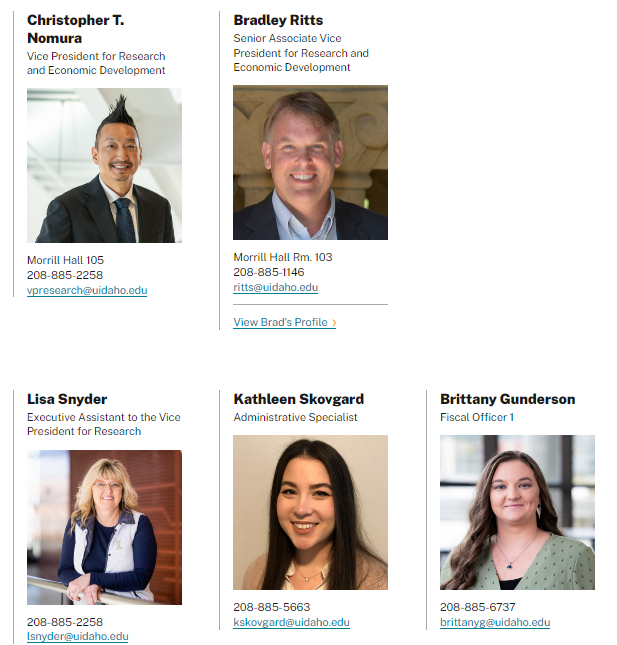 Christopher T.
Nomura
Vice President for Research
and Economic Development
Morrill Hall 105
208-885-2258
vpresearch@uidaho.edu
Bradley Ritts
Senior Associate Vice
President for Research and
Economic Development
Morrill Hall Rm. 103
208-885-1146
ritts@uidaho.edu
View Brad's Profile
Lisa Snyder
Executive Assistant to the Vice
President for Research
208-885-2258
lsnyder@uidaho.edu
Kathleen Skovgard
Administrative Specialist
208-885-5663
kskovgard@uidaho.edu
Brittany Gunderson
Fiscal Officer 1
208-885-6737
brittanyg@uidaho.edu